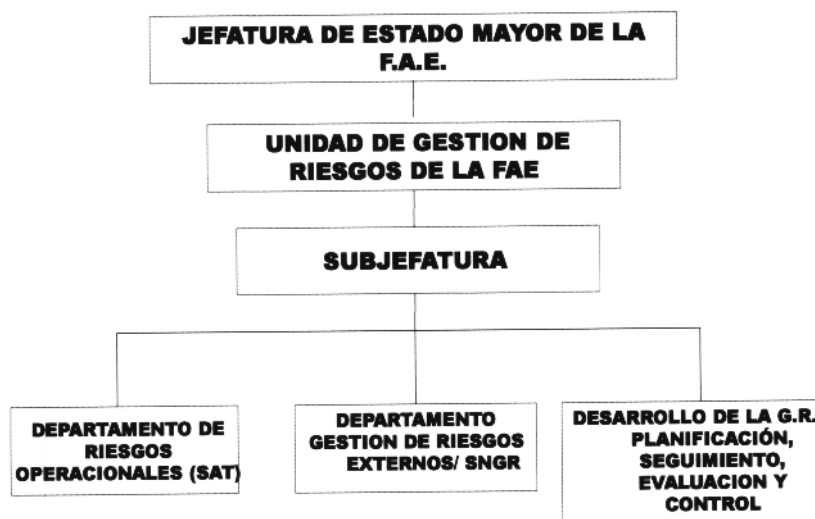 JEFATURA DE ESTADO MAYOR DE LA
F.A.E.
UNIDAD DE GESTION DE
RIESGOS DE LA FAE
SUBJEFATURA
DEPARTAMENTO DE
RIESGOS
OPERACIONALES (SAT)
DEPARTAMENTO
GESTION DE RIESGOS
EXTERNOS/ SNGR
DESARROLLO DE LA G.R.
PLANIFICACIÓN,
SEGUIMIENTO,
EVALUACION Y
CONTROL